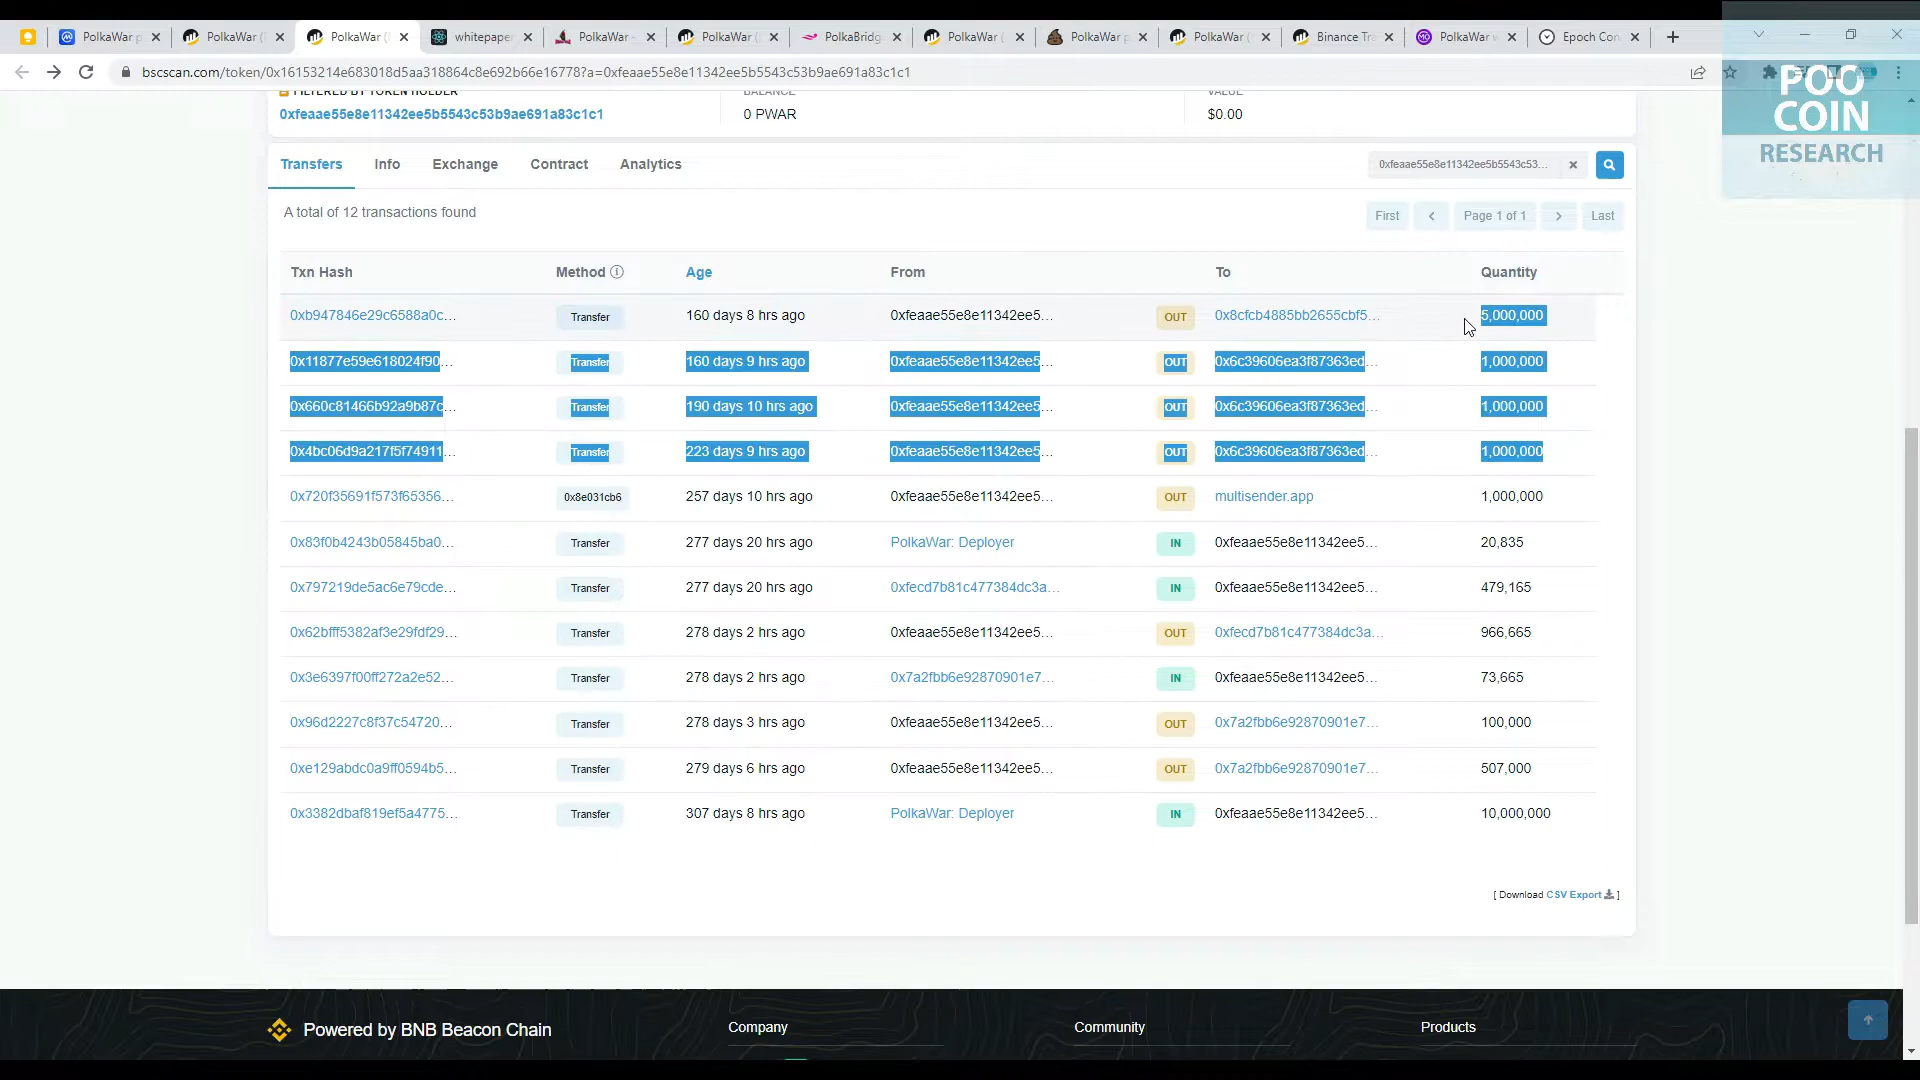 PolkaWar p
PolkaWar (
PolkaWar (
whitepaper
PolkaWar -
PolkaWar (
PolkaBridg
PolkaWar (
PolkaWar p
PolkaWar (
Binance Tra
PolkaWar w
Epoch Con
bscscan.com/token/0x16153214e683018d5aa318864c8e692b66e16778?a=0xfeaae55e8e11342ee5b5543c53b9ae691a83c1c1
POO
COIN
RESEARCH
FILTERED BY TOKEN HOLDER BALANCE VALUE
0xfeaae55e8e11342ee5b5543c53b9ae691a83c1c1 0 PWAR $0.00
Transfers Info Exchange Contract Analytics 0xfeaae55e8e11342ee5b5543c53...
A total of 12 transactions found First Page 1 of 1 Last
Txn Hash Method Age From To Quantity
0xb947846e29c6588a0c... Transfer 160 days 8 hrs ago 0xfeaae55e8e11342ee5... OUT 0x8cfcb4885bb2655cbf5... 5,000,000
0x11877e59e618024f90... Transfer 160 days 9 hrs ago 0xfeaae55e8e11342ee5... OUT 0x6c39606ea3f87363ed... 1,000,000
0x660c81466b92a9b87c... Transfer 190 days 10 hrs ago 0xfeaae55e8e11342ee5... OUT 0x6c39606ea3f87363ed... 1,000,000
0x4bc06d9a217f5f74911... Transfer 223 days 9 hrs ago 0xfeaae55e8e11342ee5... OUT 0x6c39606ea3f87363ed... 1,000,000
0x720f35691f573f65356... 0x8e031cb6 257 days 10 hrs ago 0xfeaae55e8e11342ee5... OUT multisender.app 1,000,000
0x83f0b4243b05845ba0... Transfer 277 days 20 hrs ago PolkaWar: Deployer IN 0xfeaae55e8e11342ee5... 20,835
0x797219de5ac6e79cde... Transfer 277 days 20 hrs ago 0xfecd7b81c477384dc3a... IN 0xfeaae55e8e11342ee5... 479,165
0x62bfff5382af3e29fdf29... Transfer 278 days 2 hrs ago 0xfeaae55e8e11342ee5... OUT 0xfecd7b81c477384dc3a... 966,665
0x3e6397f00ff272a2e52... Transfer 278 days 2 hrs ago 0x7a2fbb6e92870901e7... IN 0xfeaae55e8e11342ee5... 73,665
0x96d2227c8f37c54720... Transfer 278 days 3 hrs ago 0xfeaae55e8e11342ee5... OUT 0x7a2fbb6e92870901e7... 100,000
0xe129abdc0a9ff0594b5... Transfer 279 days 6 hrs ago 0xfeaae55e8e11342ee5... OUT 0x7a2fbb6e92870901e7... 507,000
0x3382dbaf819ef5a4775... Transfer 307 days 8 hrs ago PolkaWar: Deployer IN 0xfeaae55e8e11342ee5... 10,000,000
[ Download CSV Export ]
Powered by BNB Beacon Chain Company Community Products